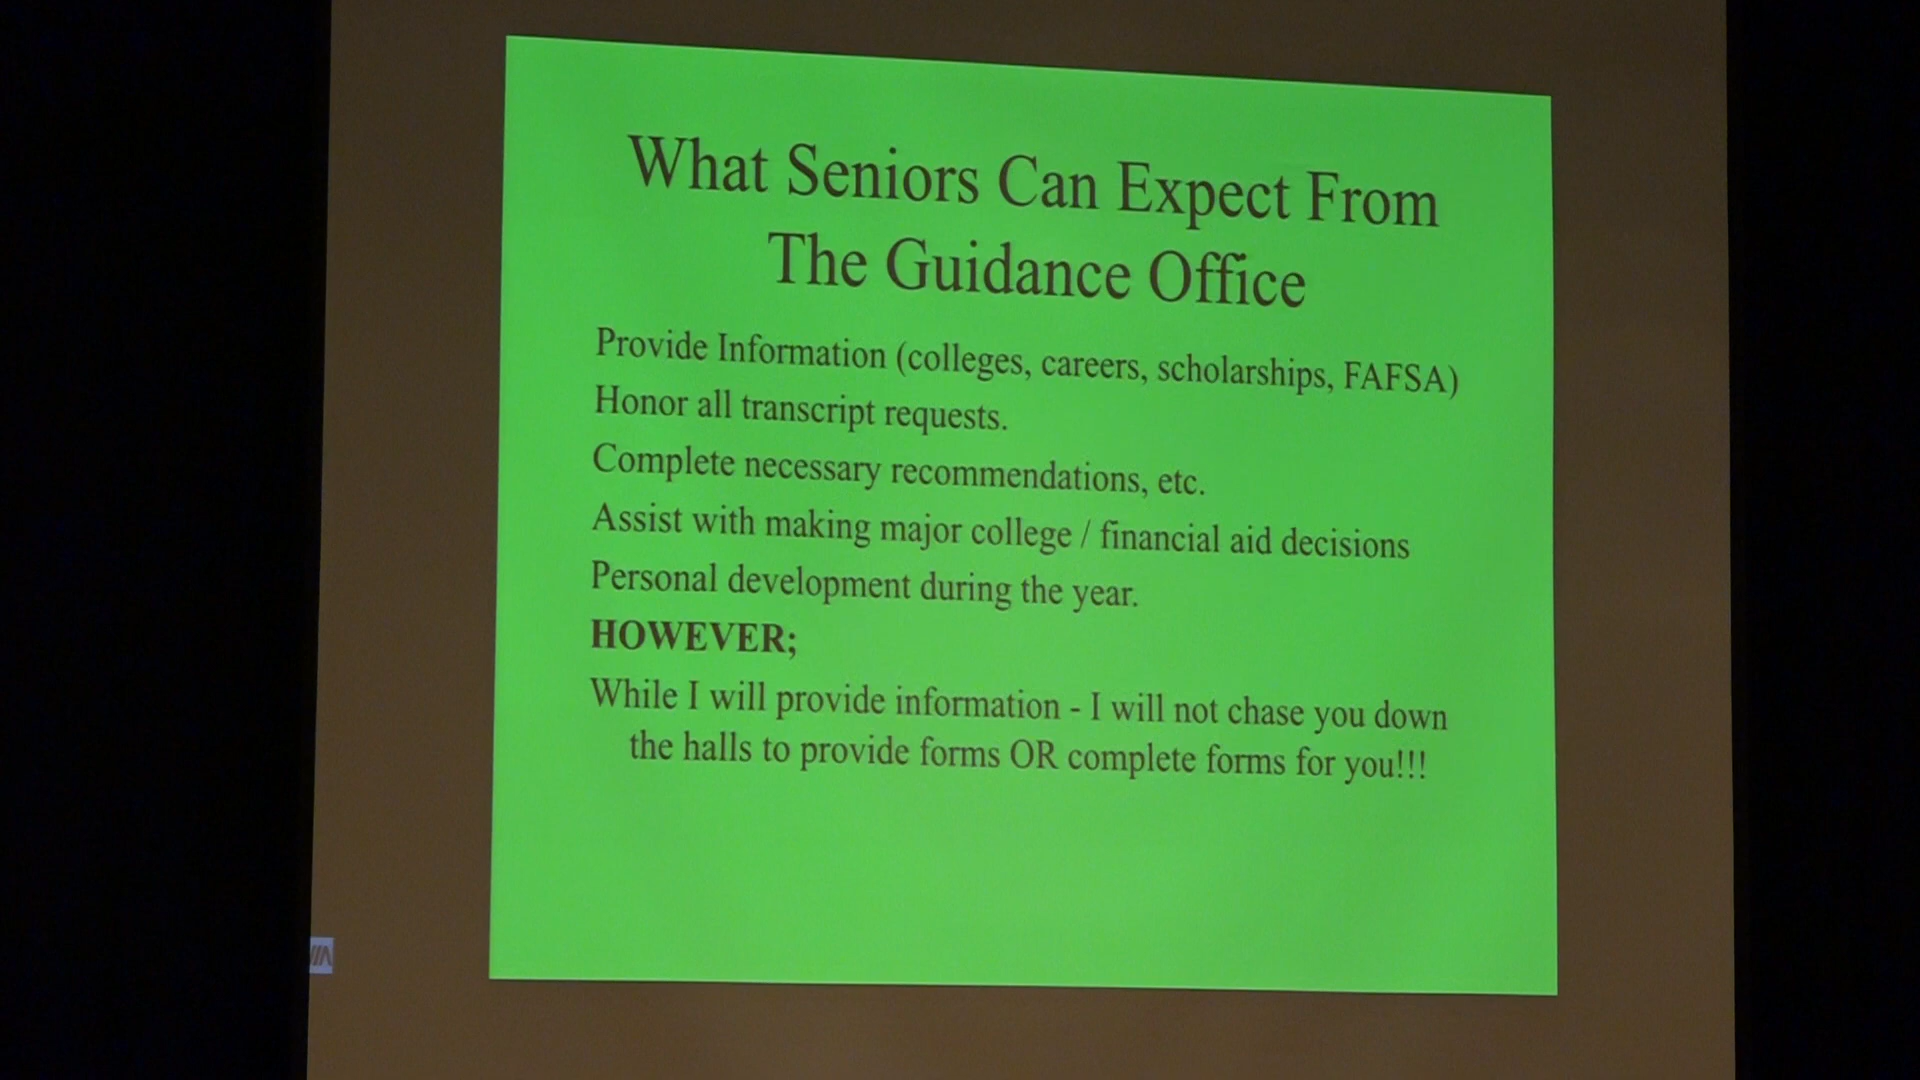 What Seniors Can Expect From
The Guidance Office
Provide Information (colleges, careers, scholarships, FAFSA)
Honor all transcript requests.
Complete necessary recommendations, etc.
Assist with making major college / financial aid decisions
Personal development during the year.
HOWEVER;
While I will provide information - I will not chase you down
the halls to provide forms OR complete forms for you!!!